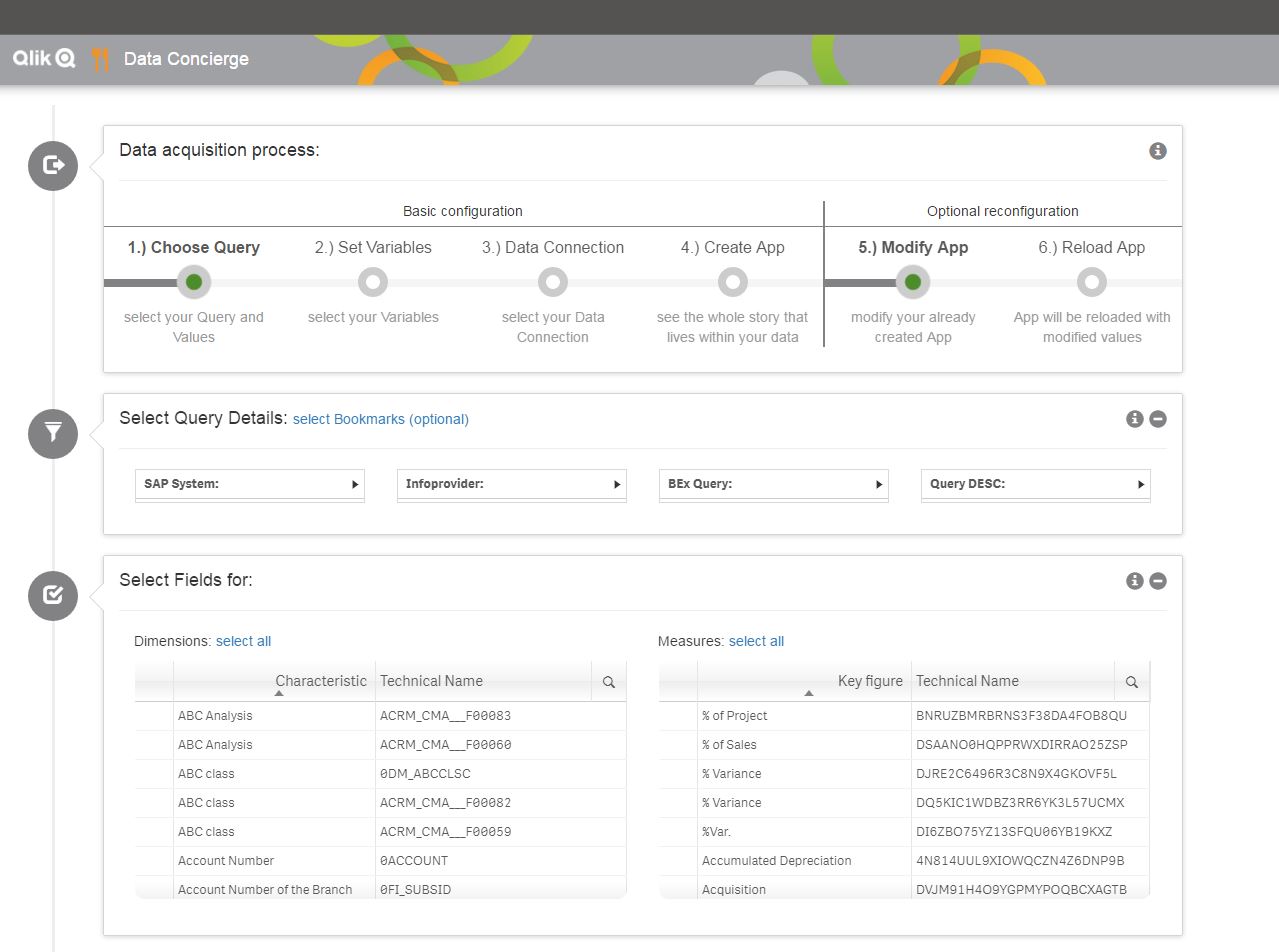 Qlik Data Concierge
Data acquisition process:
Basic configuration
Optional reconfiguration
1.) Choose Query
2.) Set Variables
3.) Data Connection
4.) Create App
5.) Modify App
6.) Reload App
select your Query and
Values
select your Variables
select your Data
Connection
see the whole story that
lives within your data
modify your already
created App
App will be reloaded with
modified values
Select Query Details: select Bookmarks (optional)
SAP System:
Infoprovider:
BEx Query:
Query DESC:
Select Fields for:
Dimensions: select all
Characteristic Technical Name
ABC Analysis ACRM_CMA___F00083
ABC Analysis ACRM_CMA___F00060
ABC class 0DM_ABCCLSC
ABC class ACRM_CMA___F00082
ABC class ACRM_CMA___F00059
Account Number 0ACCOUNT
Account Number of the Branch 0FI_SUBSID
Measures: select all
Key figure Technical Name
% of Project BNRUZBMRBRNS3F38DA4FOB8QU
% of Sales DSAANO0HQPPRWXDIRRAO25ZSP
% Variance DJRE2C6496R3C8N9X4GKOVF5L
% Variance DQ5KIC1WDBZ3RR6YK3L57UCMX
%Var. DI6ZBO75YZ13SFQU06YB19KXZ
Accumulated Depreciation 4N814UUL9XIOWQCZN4Z6DNP9B
Acquisition DVJM91H4O9YGPMYPOQBCXAGTB